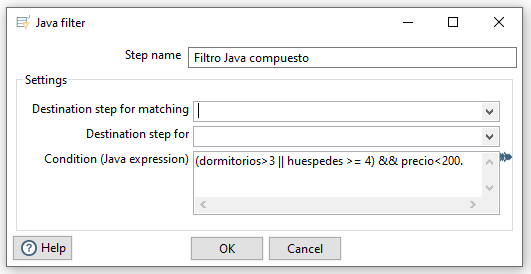 Java filter
Step name Filtro Java compuesto
Settings
Destination step for matching
Destination step for
Condition (Java expression) (dormitorios>3 || huespedes >= 4) && precio<200.
Help OK Cancel